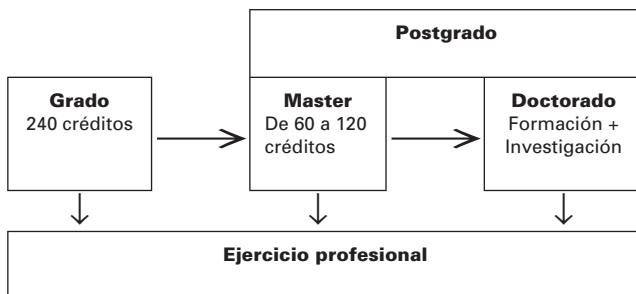 Postgrado
Grado
240 créditos
Master
De 60 a 120
créditos
Doctorado
Formación +
Investigación
Ejercicio profesional